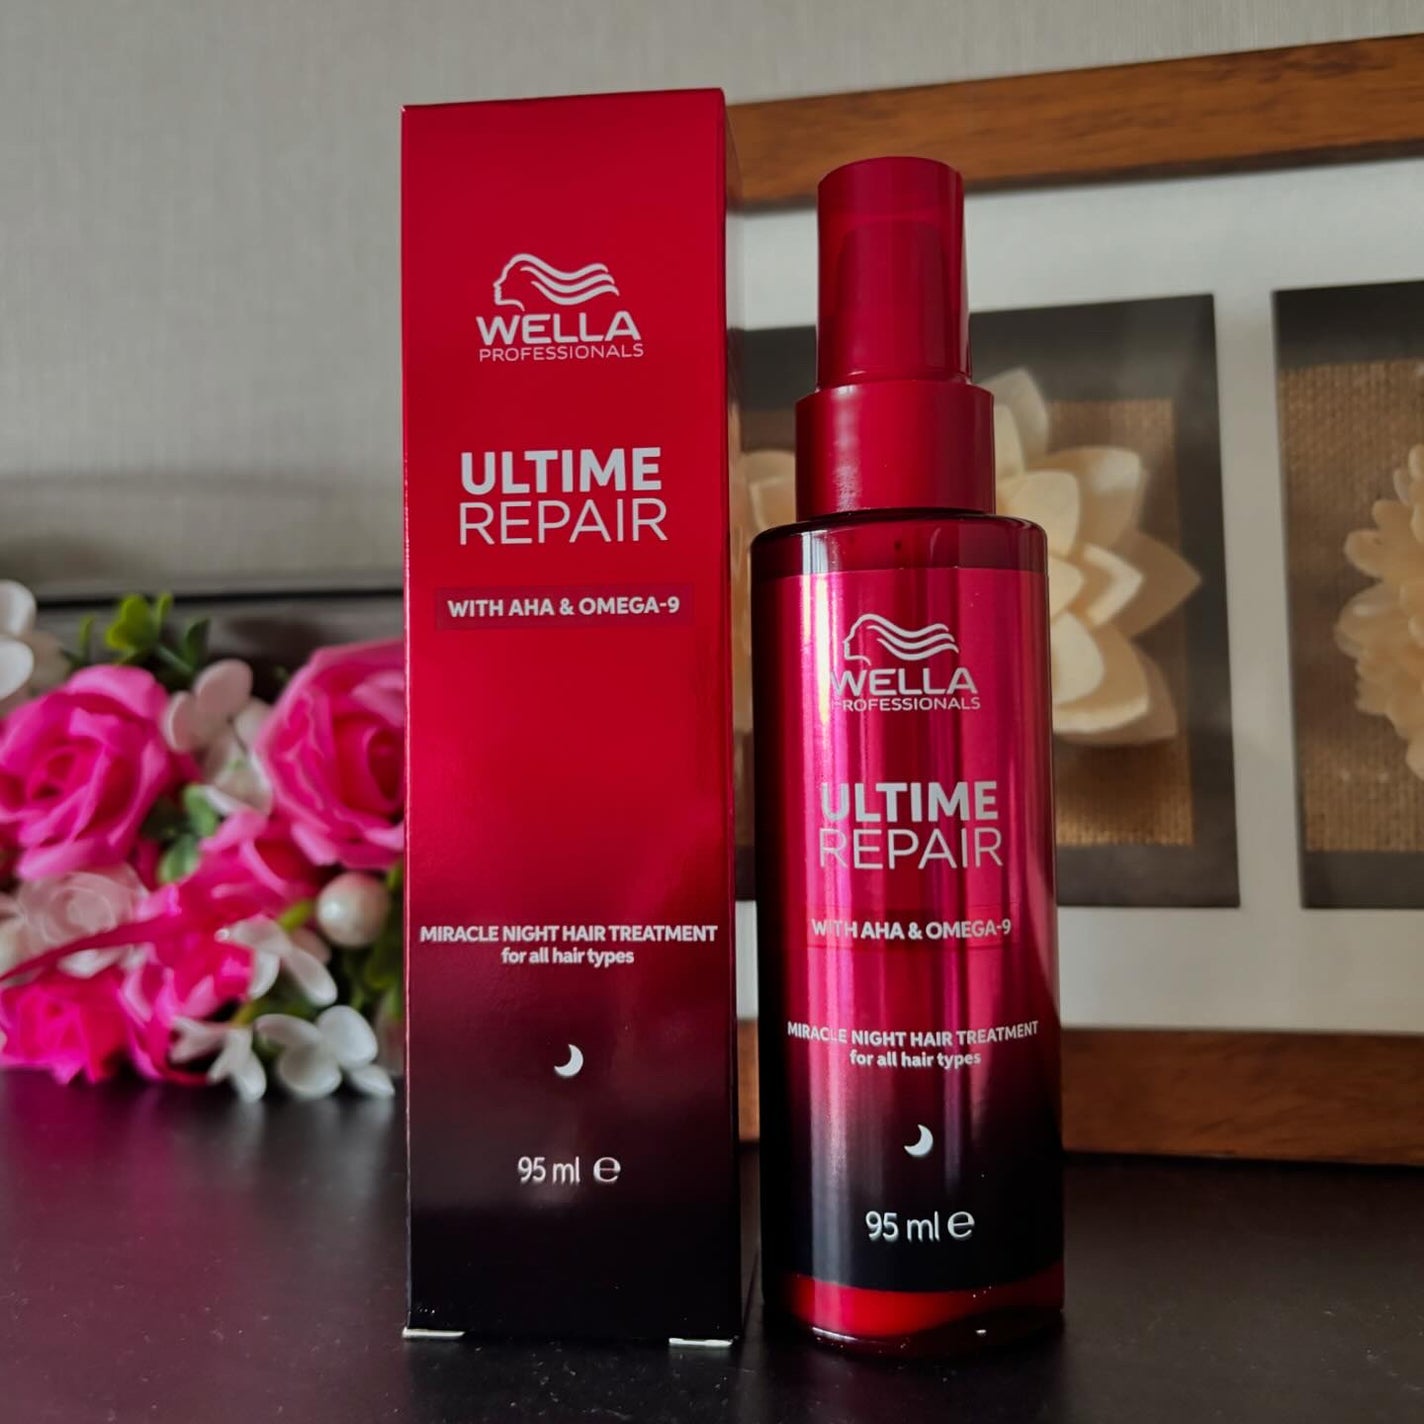 WELLA
PROFESSIONALS
ULTIME
REPAIR
WITH AHA & OMEGA-9
MIRACLE NIGHT HAIR TREATMENT
for all hair types
95 ml ℮
WELLA
PROFESSIONALS
ULTIME
REPAIR
WITH AHA & OMEGA-9
MIRACLE NIGHT HAIR TREATMENT
for all hair types
95 ml ℮